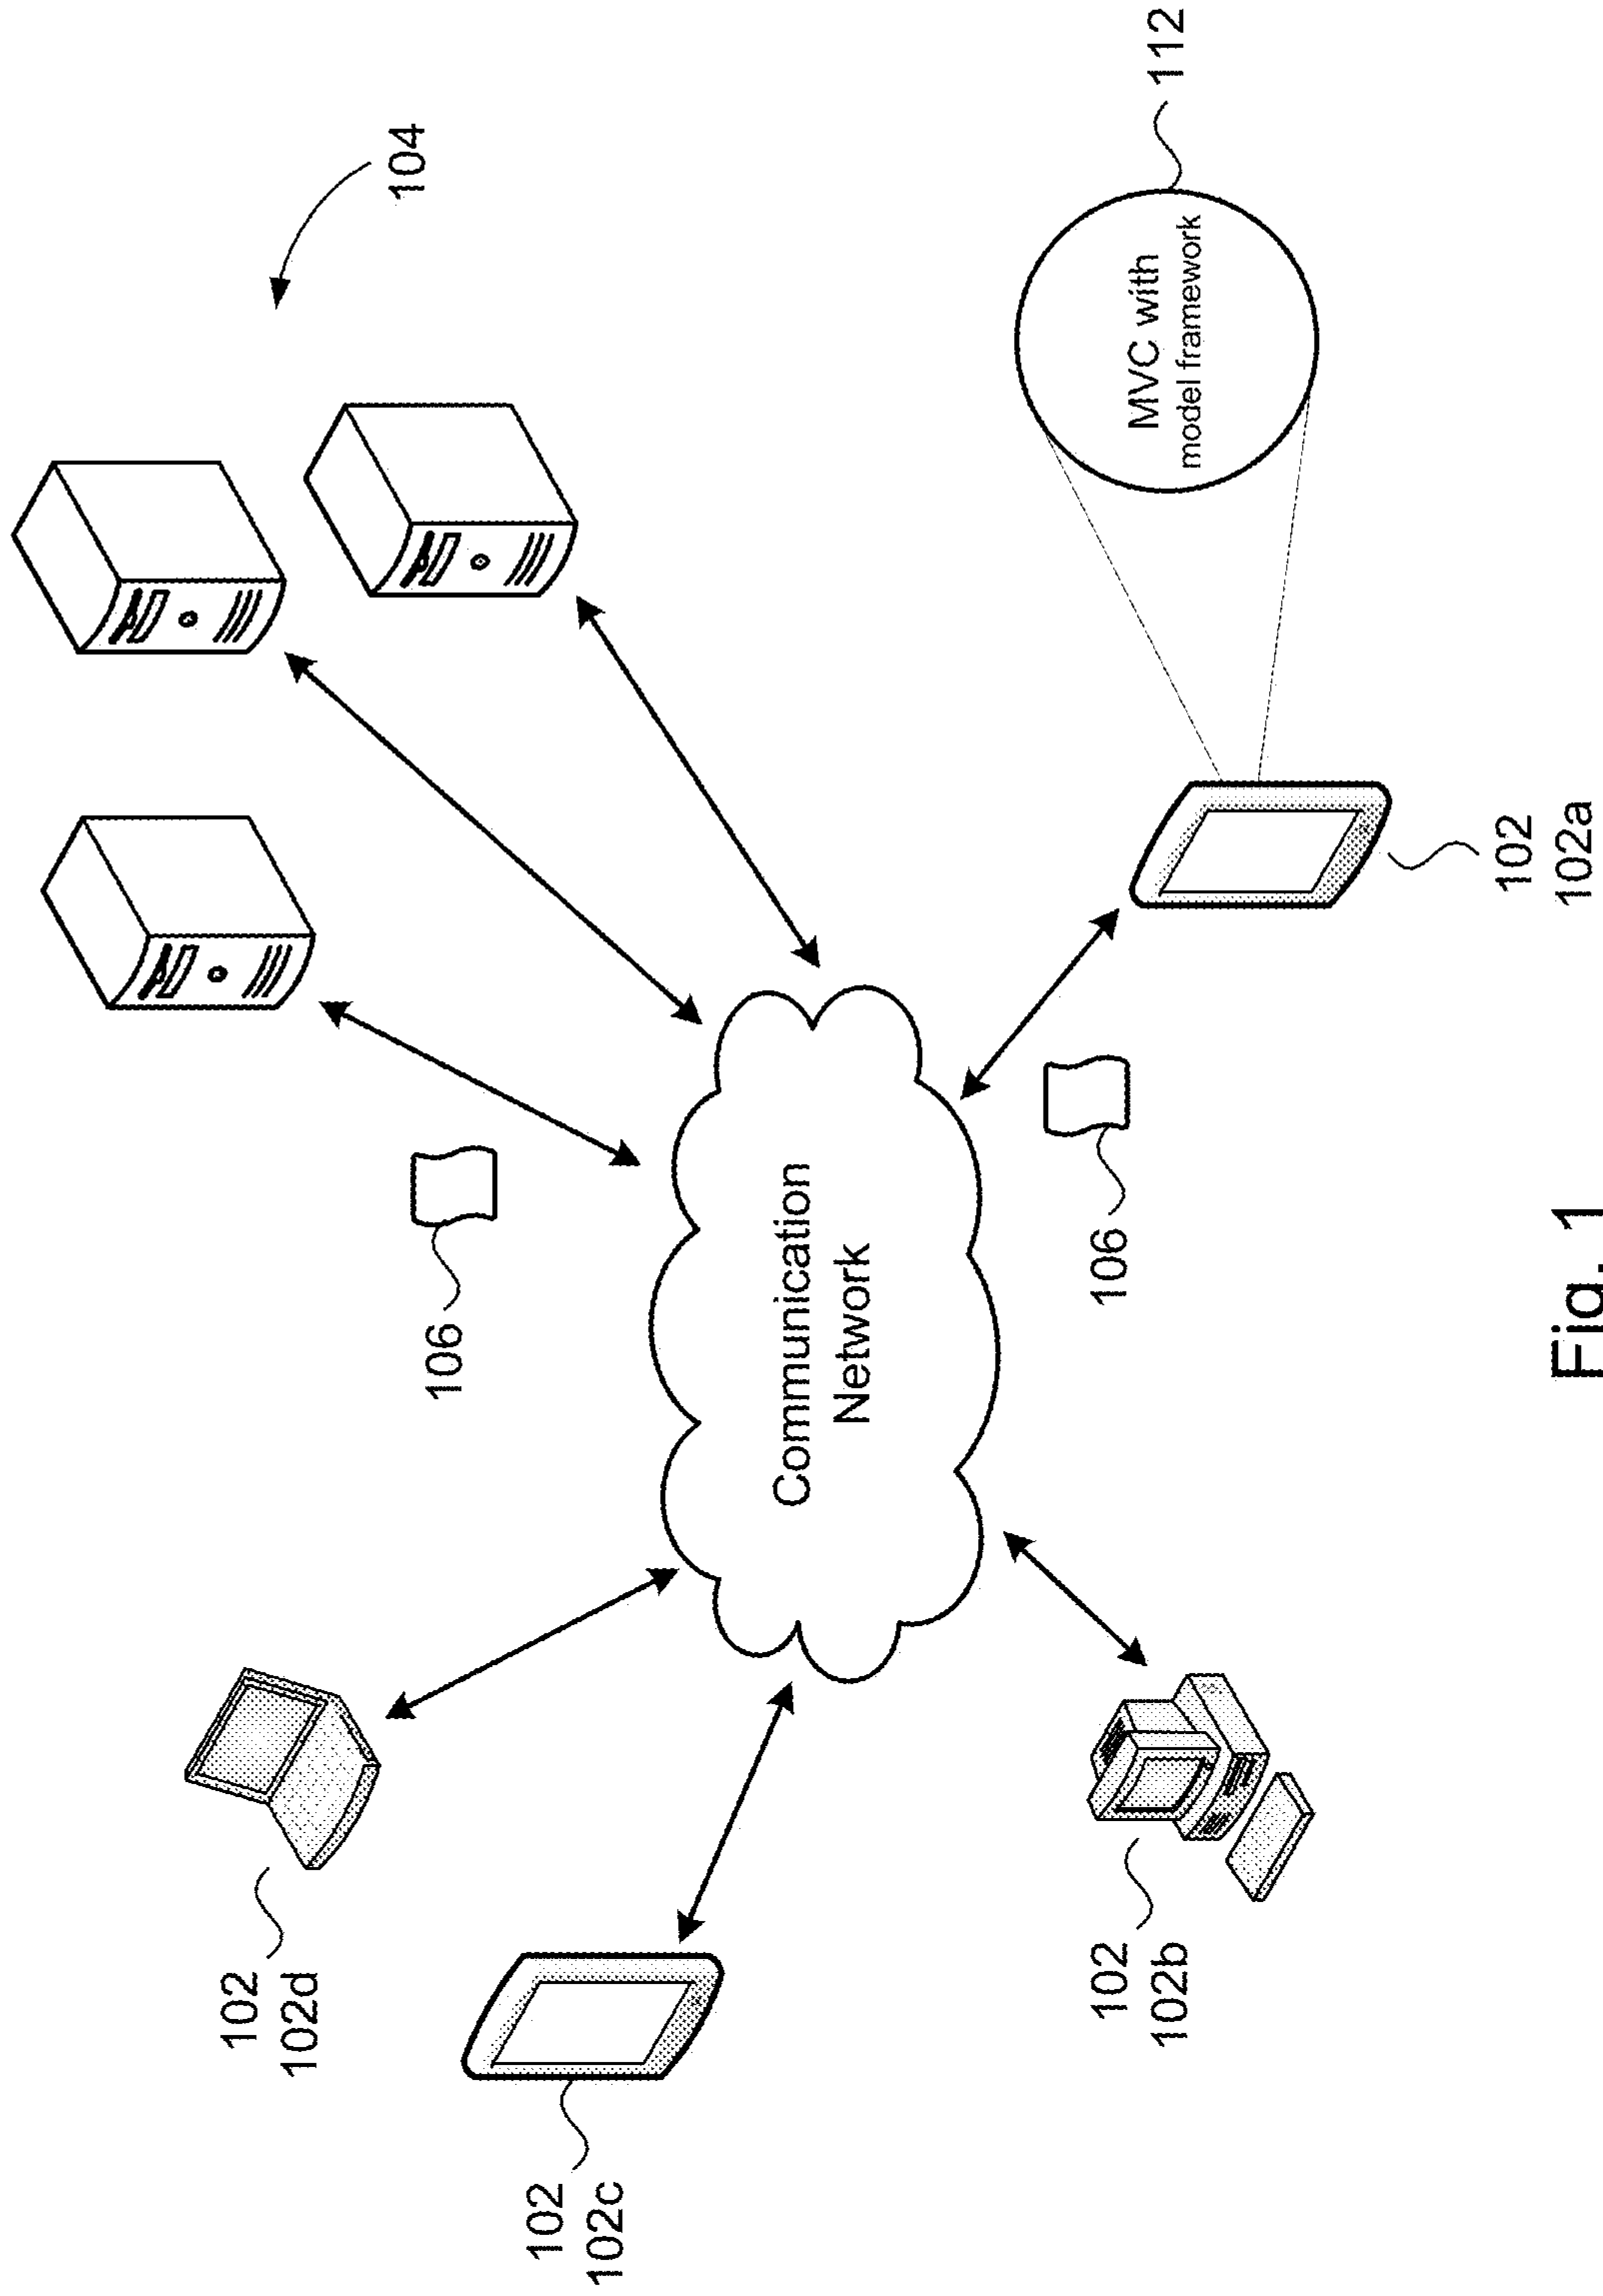 102
102d
104
106
102
102c
Communication
Network
102
102b
106
MVC with
model framework
112
102
102a
Fig. 1